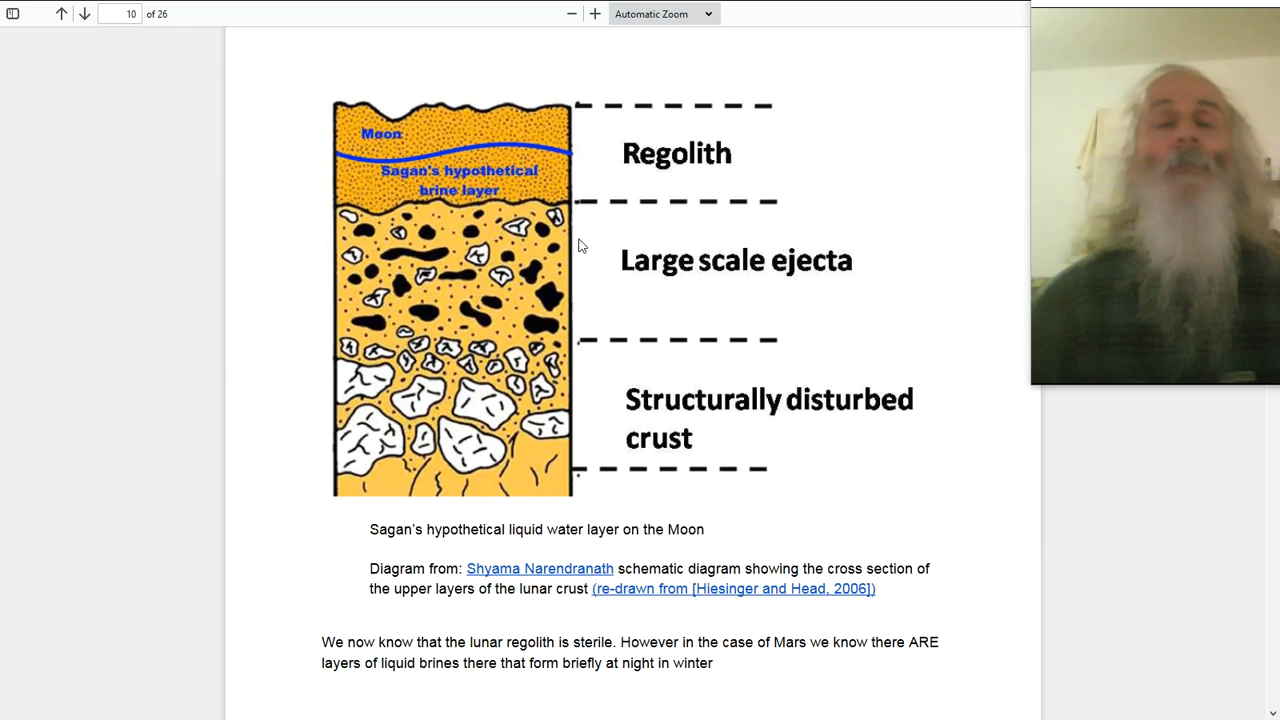 10 of 26
Automatic Zoom
Moon
Sagan's hypothetical
brine layer
Regolith
Large scale ejecta
Structurally disturbed
crust
Sagan's hypothetical liquid water layer on the Moon
Diagram from: Shyama Narendranath schematic diagram showing the cross section of
the upper layers of the lunar crust (re-drawn from [Hiesinger and Head, 2006])
We now know that the lunar regolith is sterile. However in the case of Mars we know there ARE
layers of liquid brines there that form briefly at night in winter